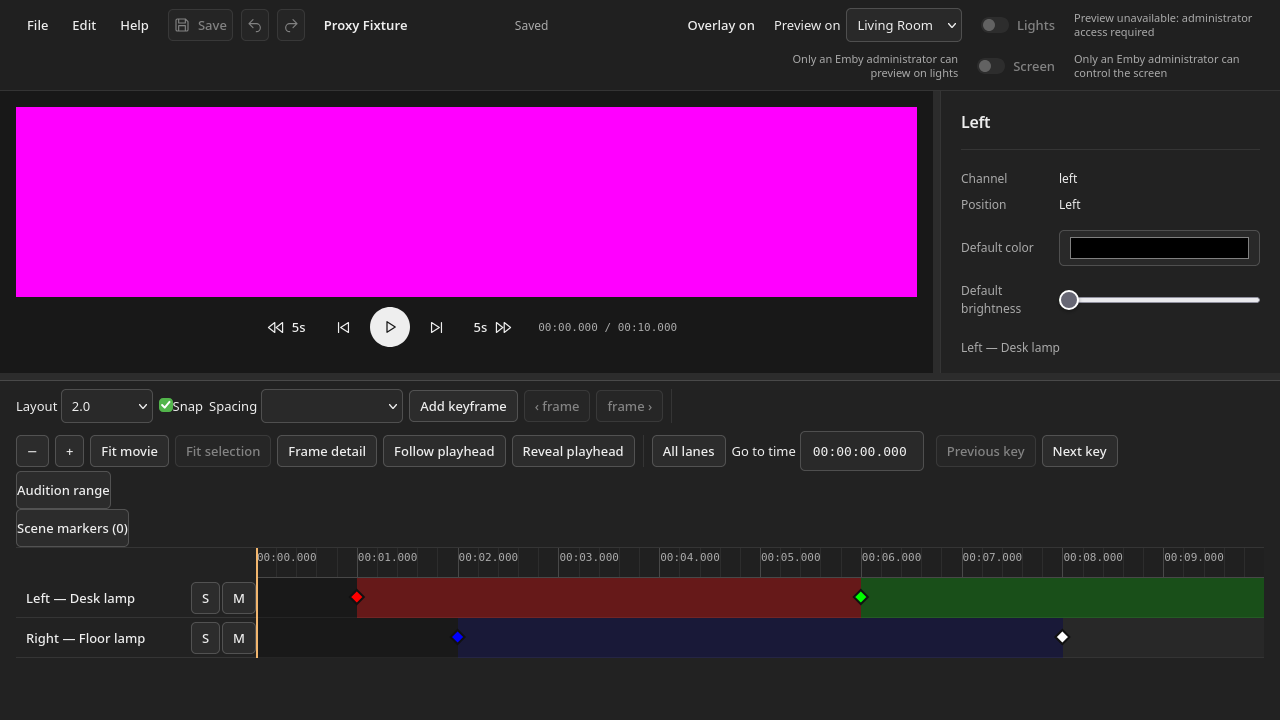 File Edit Help Save Proxy Fixture Saved Overlay on Preview on Living Room Lights Preview unavailable: administrator
access required
Only an Emby administrator can
preview on lights
Screen
Only an Emby administrator can
control the screen
Left
Channel left
Position Left
Default color
Default
brightness
Left — Desk lamp
5s 5s 00:00.000 / 00:10.000
Layout 2.0 Snap Spacing Add keyframe ‹ frame frame ›
− + Fit movie Fit selection Frame detail Follow playhead Reveal playhead All lanes Go to time 00:00:00.000 Previous key Next key
Audition range
Scene markers (0)
00:00.000 00:01.000 00:02.000 00:03.000 00:04.000 00:05.000 00:06.000 00:07.000 00:08.000 00:09.000
Left — Desk lamp S M
Right — Floor lamp S M